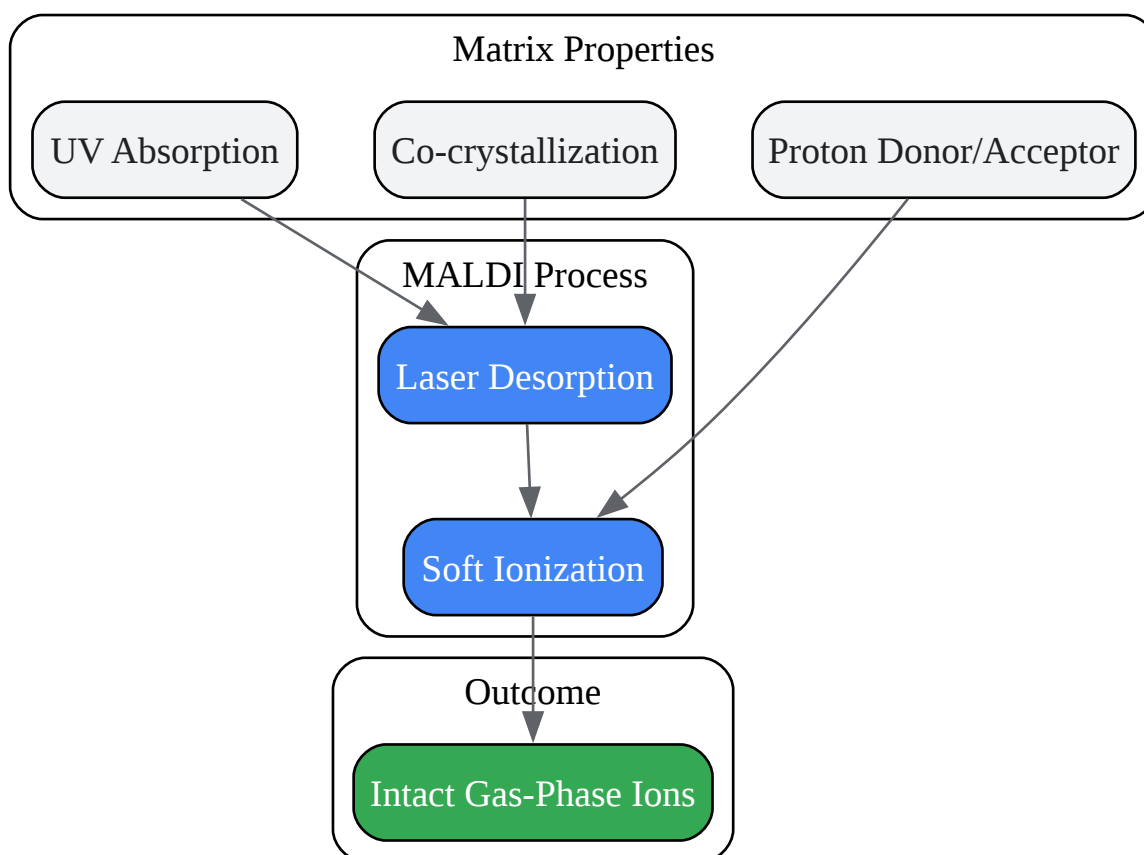 Matrix Properties
UV Absorption
Co-crystallization
Proton Donor/Acceptor
MALDI Process
Laser Desorption
Soft Ionization
Outcome
Intact Gas-Phase Ions